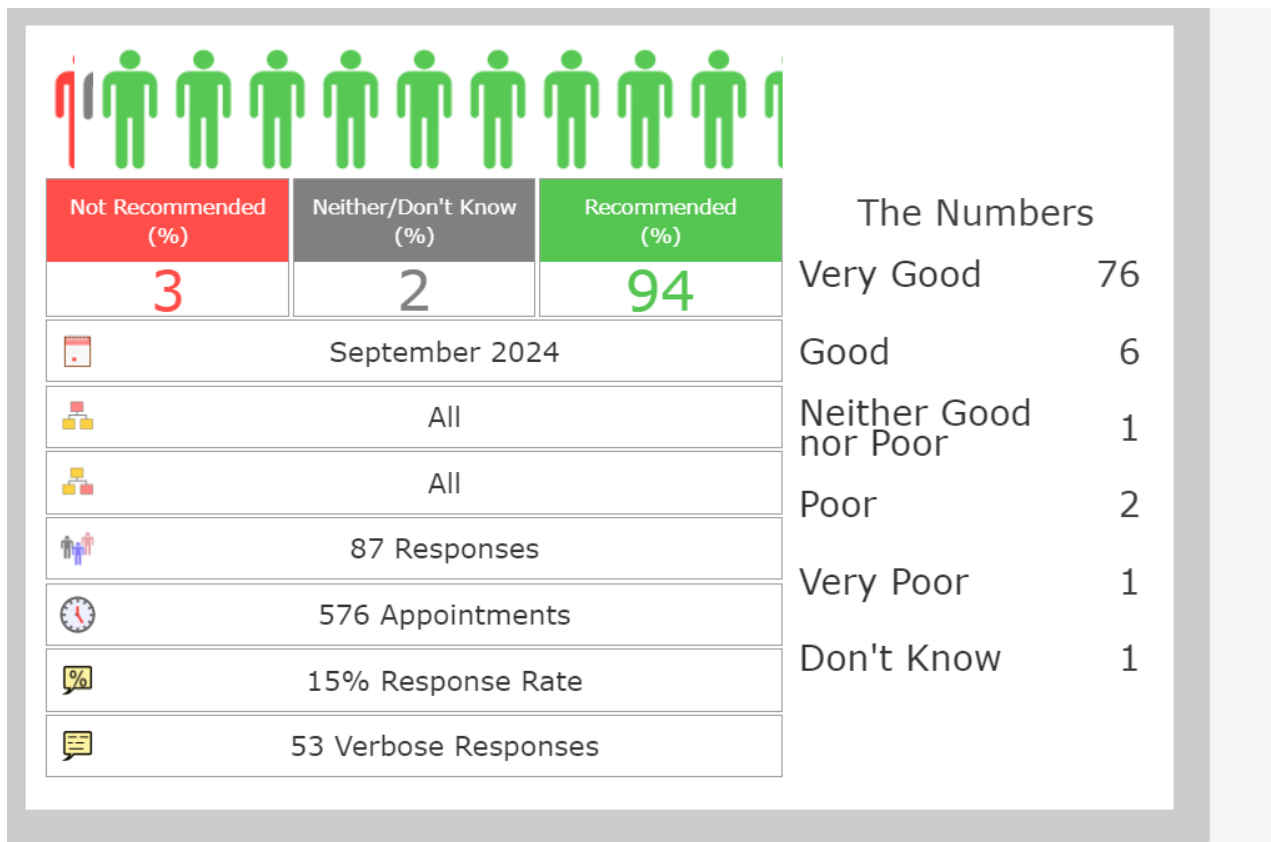 Not Recommended
(%)
Neither/Don't Know
(%)
Recommended
(%)
3
2
94
September 2024
All
All
87 Responses
576 Appointments
%
15% Response Rate
53 Verbose Responses
The Numbers
Very Good 76
Good 6
Neither Good
nor Poor 1
Poor 2
Very Poor 1
Don't Know 1